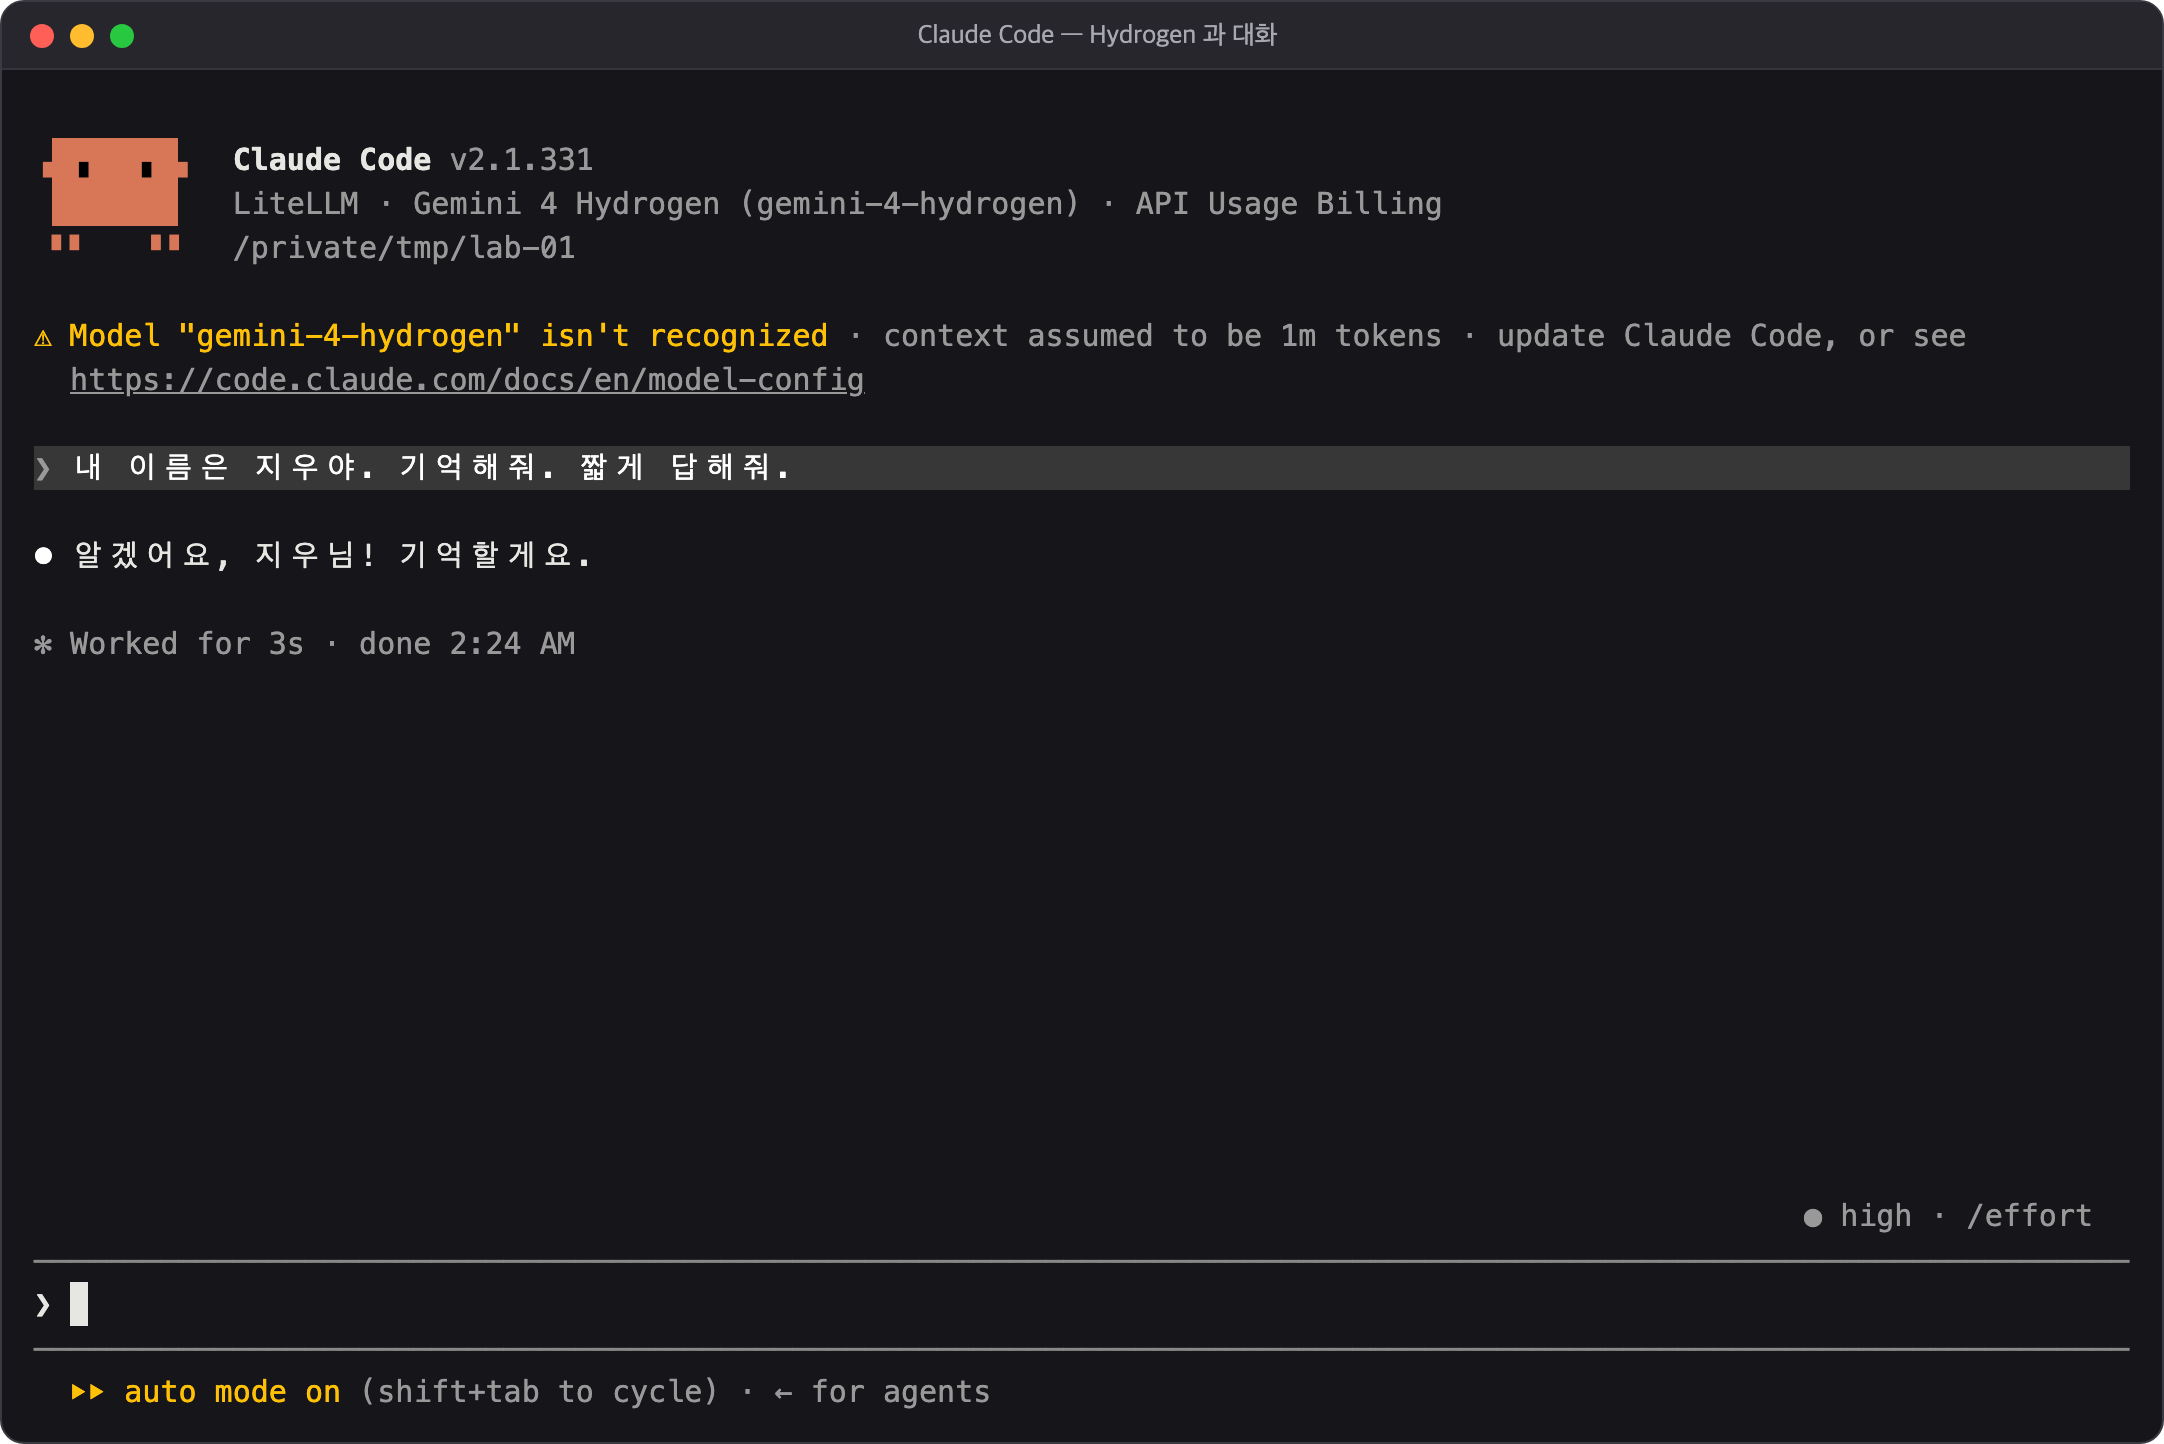 Claude Code — Hydrogen 과 대화
Claude Code v2.1.331
LiteLLM · Gemini 4 Hydrogen (gemini-4-hydrogen) · API Usage Billing
/private/tmp/lab-01
⚠ Model "gemini-4-hydrogen" isn't recognized · context assumed to be 1m tokens · update Claude Code, or see
https://code.claude.com/docs/en/model-config
❯ 내 이름은 지우야. 기억해줘. 짧게 답해줘.
● 알겠어요, 지우님! 기억할게요.
✻ Worked for 3s · done 2:24 AM
● high · /effort
❯
⏵⏵ auto mode on (shift+tab to cycle) · ← for agents